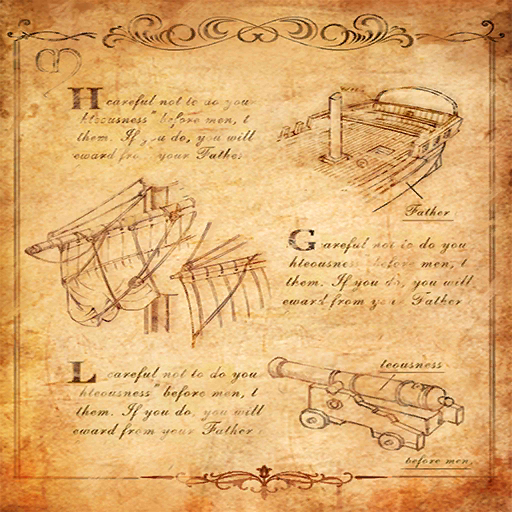 H careful not to do you
hteousness" before men, t
them. If you do, you will
eward from your Father
Father
G areful not to do you
hteousness before men, t
them. If you do, you will
eward from you Father
L careful not to do you
hteousness" before men, t
them. If you do, you will
eward from your Father
teousness
before men,